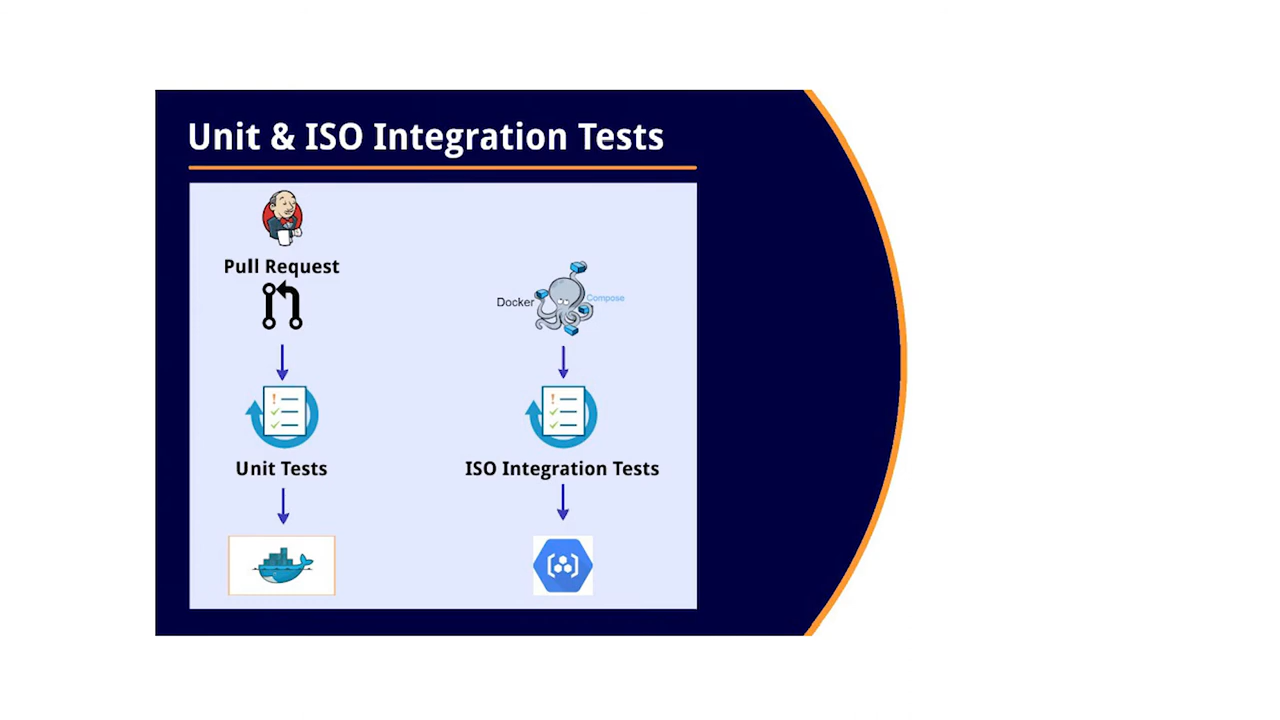 Unit & ISO Integration Tests
Pull Request
Docker Compose
Unit Tests
ISO Integration Tests